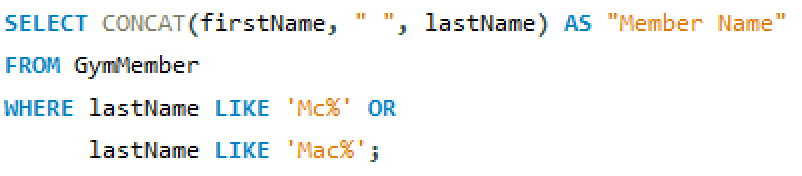 SELECT CONCAT(firstName, " ", lastName) AS "Member Name"
FROM GymMember
WHERE lastName LIKE 'Mc%' OR
lastName LIKE 'Mac%';